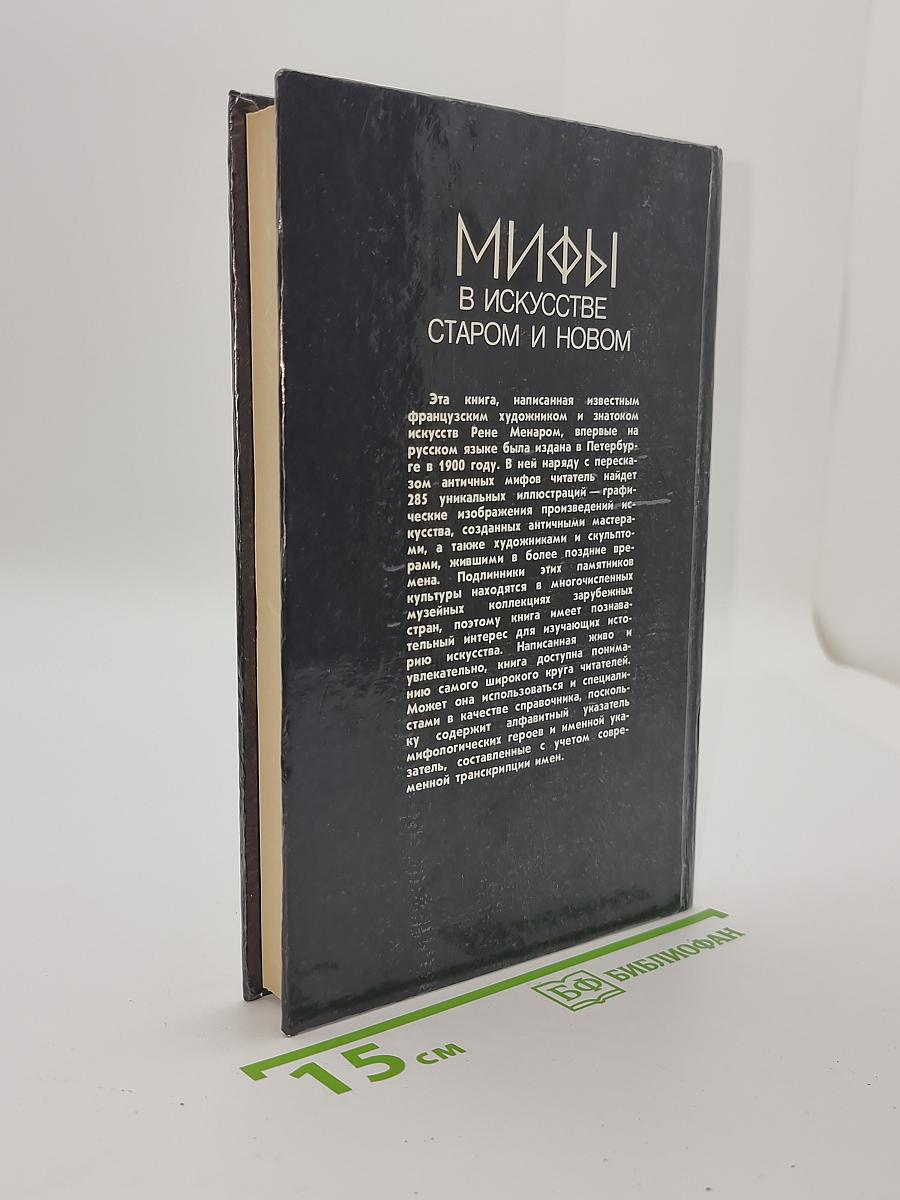 МИФЫ
В ИСКУССТВЕ
СТАРОМ И НОВОМ
Эта книга, написанная известным
французским художником и знатоком
искусств Рене Менаром, впервые на
русском языке была издана в Петербур-
ге в 1900 году. В ней наряду с переска-
зом античных мифов читатель найдет
285 уникальных иллюстраций — графи-
ческие изображения произведений ис-
кусства, созданных античными мастера-
ми, а также художниками и скульпто-
рами, жившими в более поздние вре-
мена. Подлинники этих памятников
культуры находятся в многочисленных
музейных коллекциях зарубежных
стран, поэтому книга имеет познава-
тельный интерес для изучающих исто-
рию искусства. Написанная живо и
увлекательно, книга доступна понима-
нию самого широкого круга читателей.
Может она использоваться и специали-
стами в качестве справочника, посколь-
ку содержит алфавитный указатель
мифологических героев и именной ука-
затель, составленные с учетом совре-
менной транскрипции имен.
15 см
БФ БИБЛИОФАН